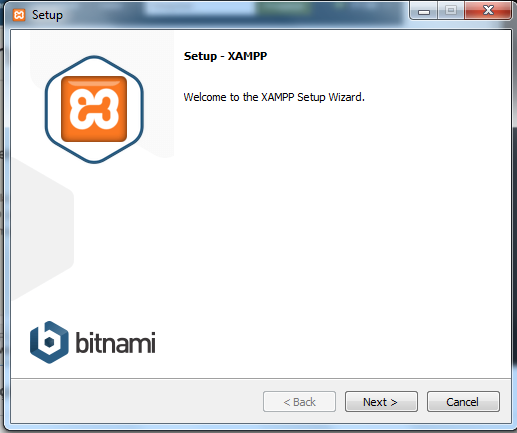 Setup
Setup - XAMPP
Welcome to the XAMPP Setup Wizard.
bitnami
< Back
Next >
Cancel